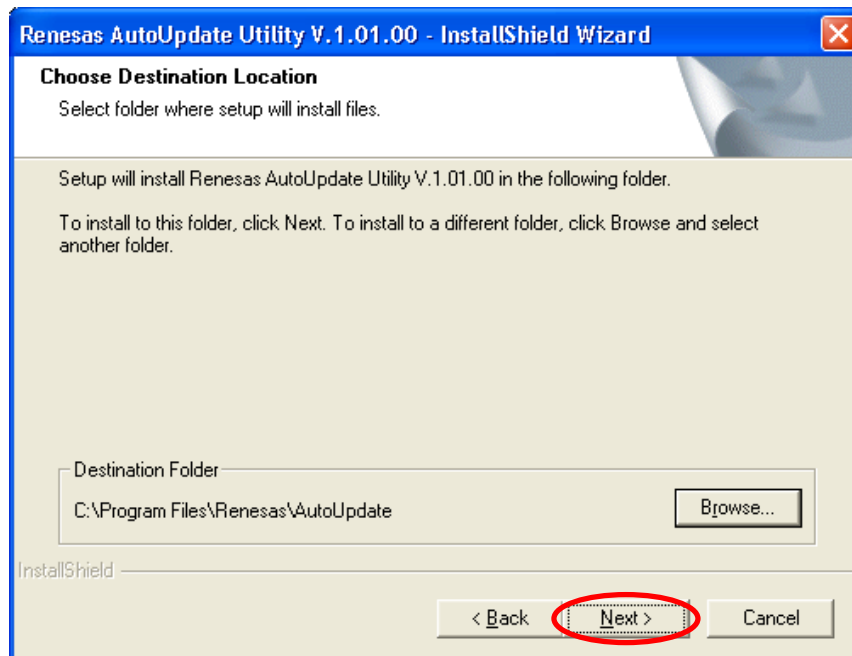 Renesas AutoUpdate Utility V.1.01.00 - InstallShield Wizard
Choose Destination Location
Select folder where setup will install files.
Setup will install Renesas AutoUpdate Utility V.1.01.00 in the following folder.
To install to this folder, click Next. To install to a different folder, click Browse and select
another folder.
Destination Folder
C:\Program Files\Renesas\AutoUpdate
Browse...
InstallShield
< Back
Next >
Cancel